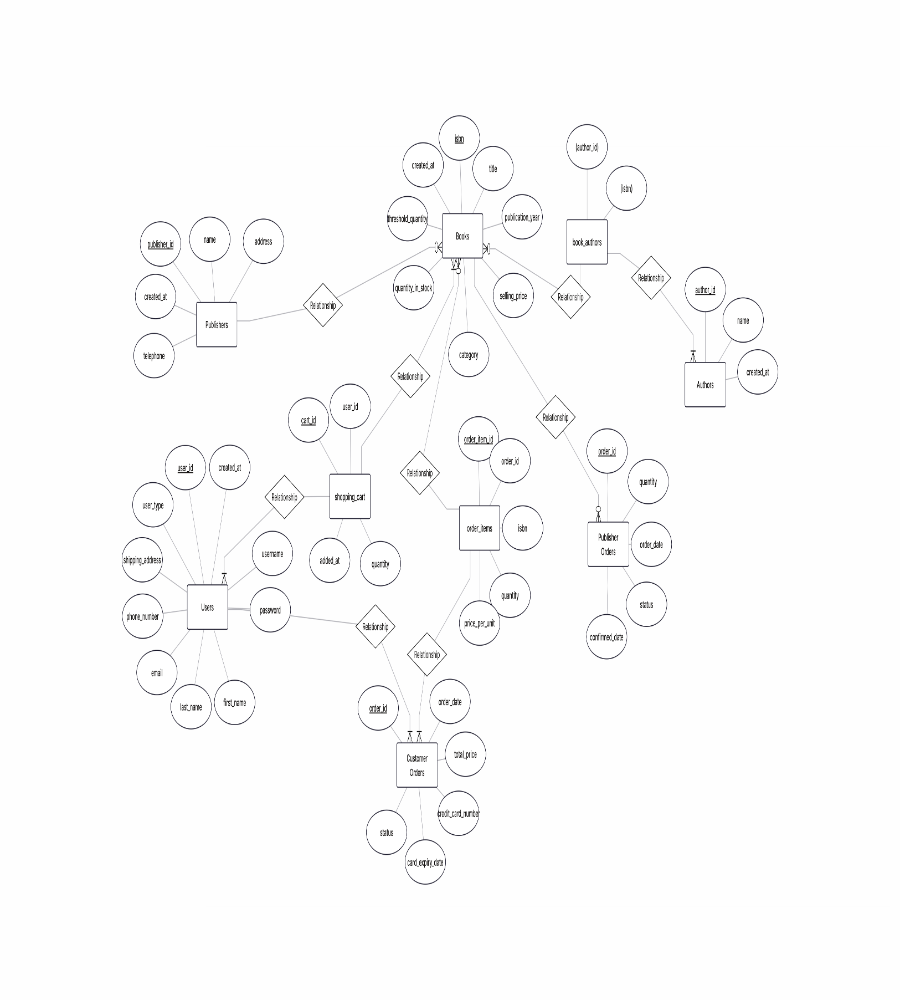 isbn
created_at
title
threshold_quantity
publication_year
Books
quantity_in_stock
selling_price
category
(author_id)
(isbn)
book_authors
Relationship
Relationship
author_id
name
created_at
Authors
publisher_id
name
address
created_at
Publishers
telephone
Relationship
Relationship
cart_id
user_id
shopping_cart
added_at
quantity
Relationship
Relationship
order_item_id
order_id
order_items
isbn
quantity
price_per_unit
Relationship
order_id
quantity
Publisher
Orders
order_date
status
confirmed_date
user_id
created_at
user_type
shipping_address
username
Users
password
phone_number
email
last_name
first_name
Relationship
Relationship
Relationship
order_id
order_date
Customer
Orders
total_price
credit_card_number
status
card_expiry_date